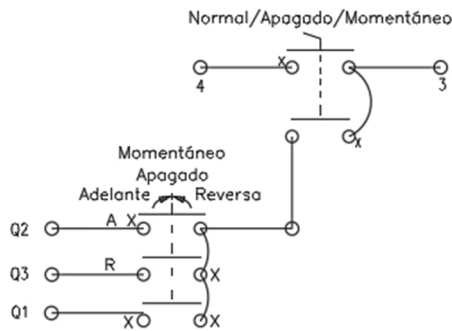 Normal/Apagado/Momentáneo
x
4
3
x
Momentáneo
Apagado
Adelante
Reversa
Q2
A
X
Q3
R
X
Q1
X
X